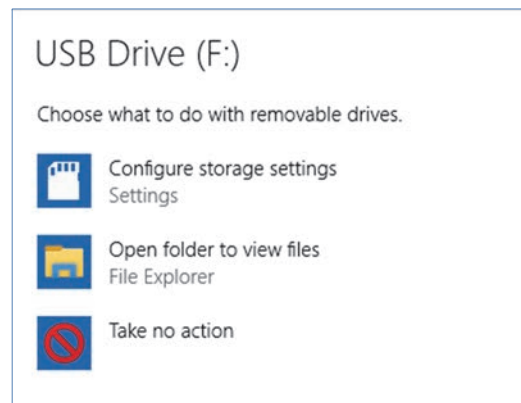 USB Drive (F:)
Choose what to do with removable drives.
Configure storage settings
Settings
Open folder to view files
File Explorer
Take no action